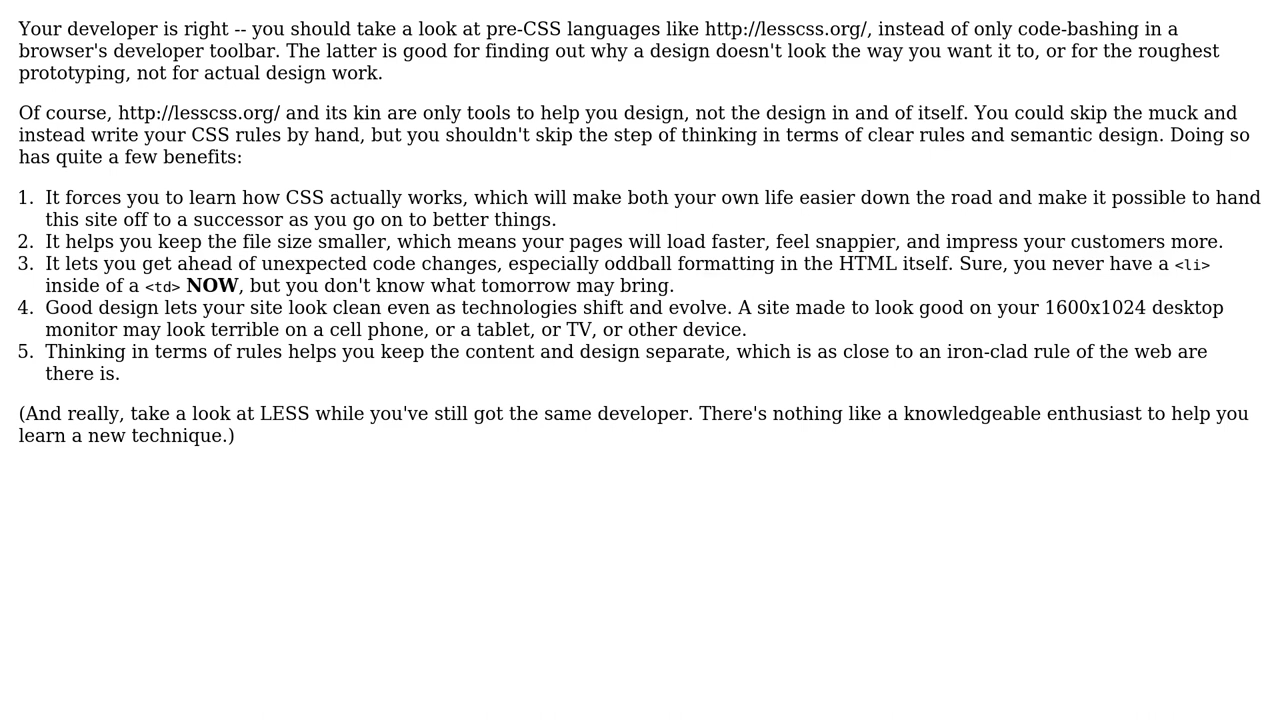 Your developer is right -- you should take a look at pre-CSS languages like http://lesscss.org/, instead of only code-bashing in a
browser's developer toolbar. The latter is good for finding out why a design doesn't look the way you want it to, or for the roughest
prototyping, not for actual design work.
Of course, http://lesscss.org/ and its kin are only tools to help you design, not the design in and of itself. You could skip the muck and
instead write your CSS rules by hand, but you shouldn't skip the step of thinking in terms of clear rules and semantic design. Doing so
has quite a few benefits:
1. It forces you to learn how CSS actually works, which will make both your own life easier down the road and make it possible to hand
this site off to a successor as you go on to better things.
2. It helps you keep the file size smaller, which means your pages will load faster, feel snappier, and impress your customers more.
3. It lets you get ahead of unexpected code changes, especially oddball formatting in the HTML itself. Sure, you never have a <li>
inside of a <td> NOW, but you don't know what tomorrow may bring.
4. Good design lets your site look clean even as technologies shift and evolve. A site made to look good on your 1600x1024 desktop
monitor may look terrible on a cell phone, or a tablet, or TV, or other device.
5. Thinking in terms of rules helps you keep the content and design separate, which is as close to an iron-clad rule of the web are
there is.
(And really, take a look at LESS while you've still got the same developer. There's nothing like a knowledgeable enthusiast to help you
learn a new technique.)